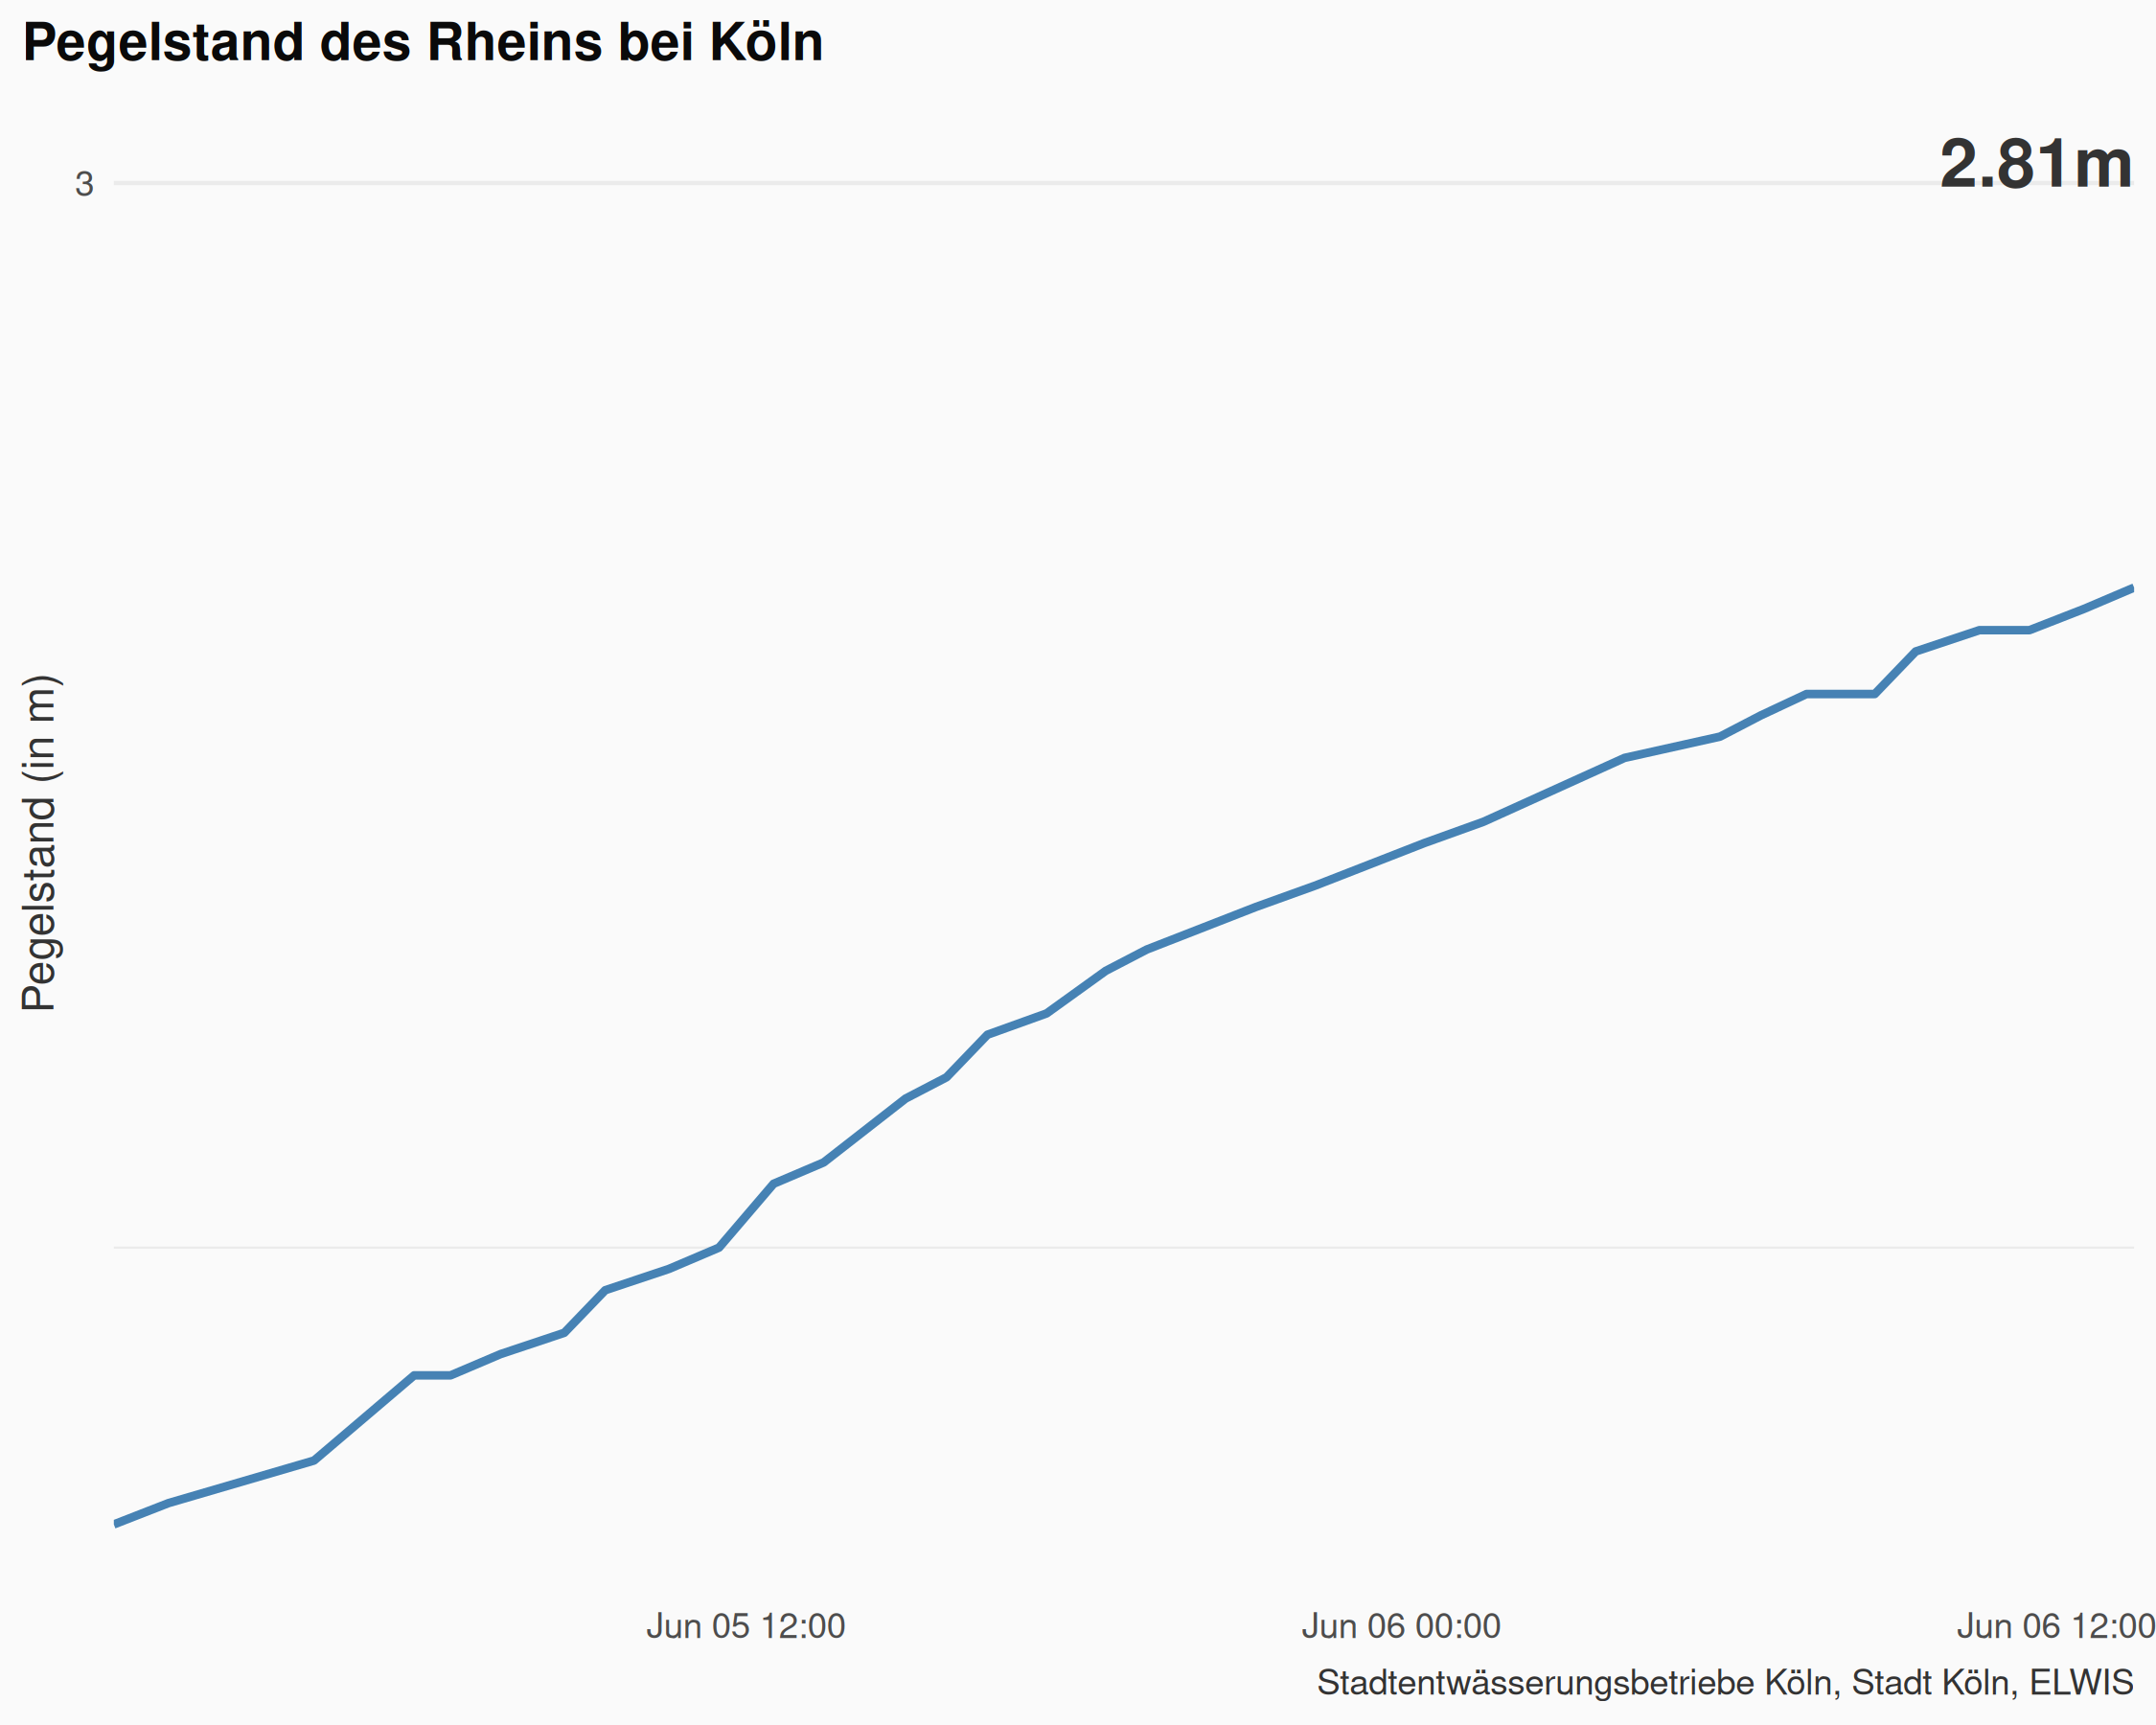 Pegelstand des Rheins bei Köln
2.81m
3
Pegelstand (in m)
Jun 05 12:00
Jun 06 00:00
Jun 06 12:00
Stadtentwässerungsbetriebe Köln, Stadt Köln, ELWIS